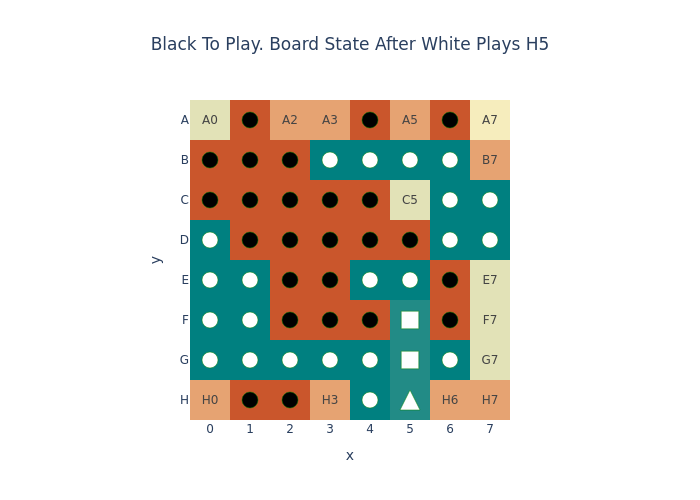 Black To Play. Board State After White Plays H5
y
A A0 A2 A3 A5 A7
B B7
C C5
D
E E7
F F7
G G7
H H0 H3 H6 H7
0 1 2 3 4 5 6 7
x